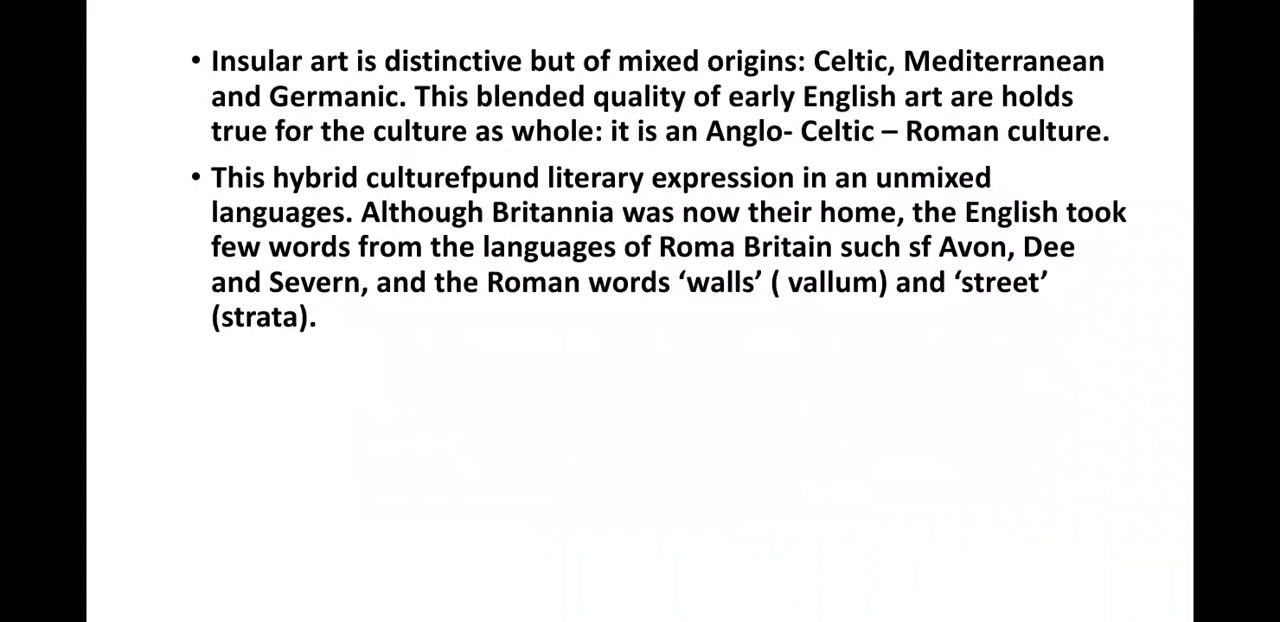 • Insular art is distinctive but of mixed origins: Celtic, Mediterranean
and Germanic. This blended quality of early English art are holds
true for the culture as whole: it is an Anglo- Celtic – Roman culture.
• This hybrid culturefpund literary expression in an unmixed
languages. Although Britannia was now their home, the English took
few words from the languages of Roma Britain such sf Avon, Dee
and Severn, and the Roman words ‘walls’ ( vallum) and ‘street’
(strata).